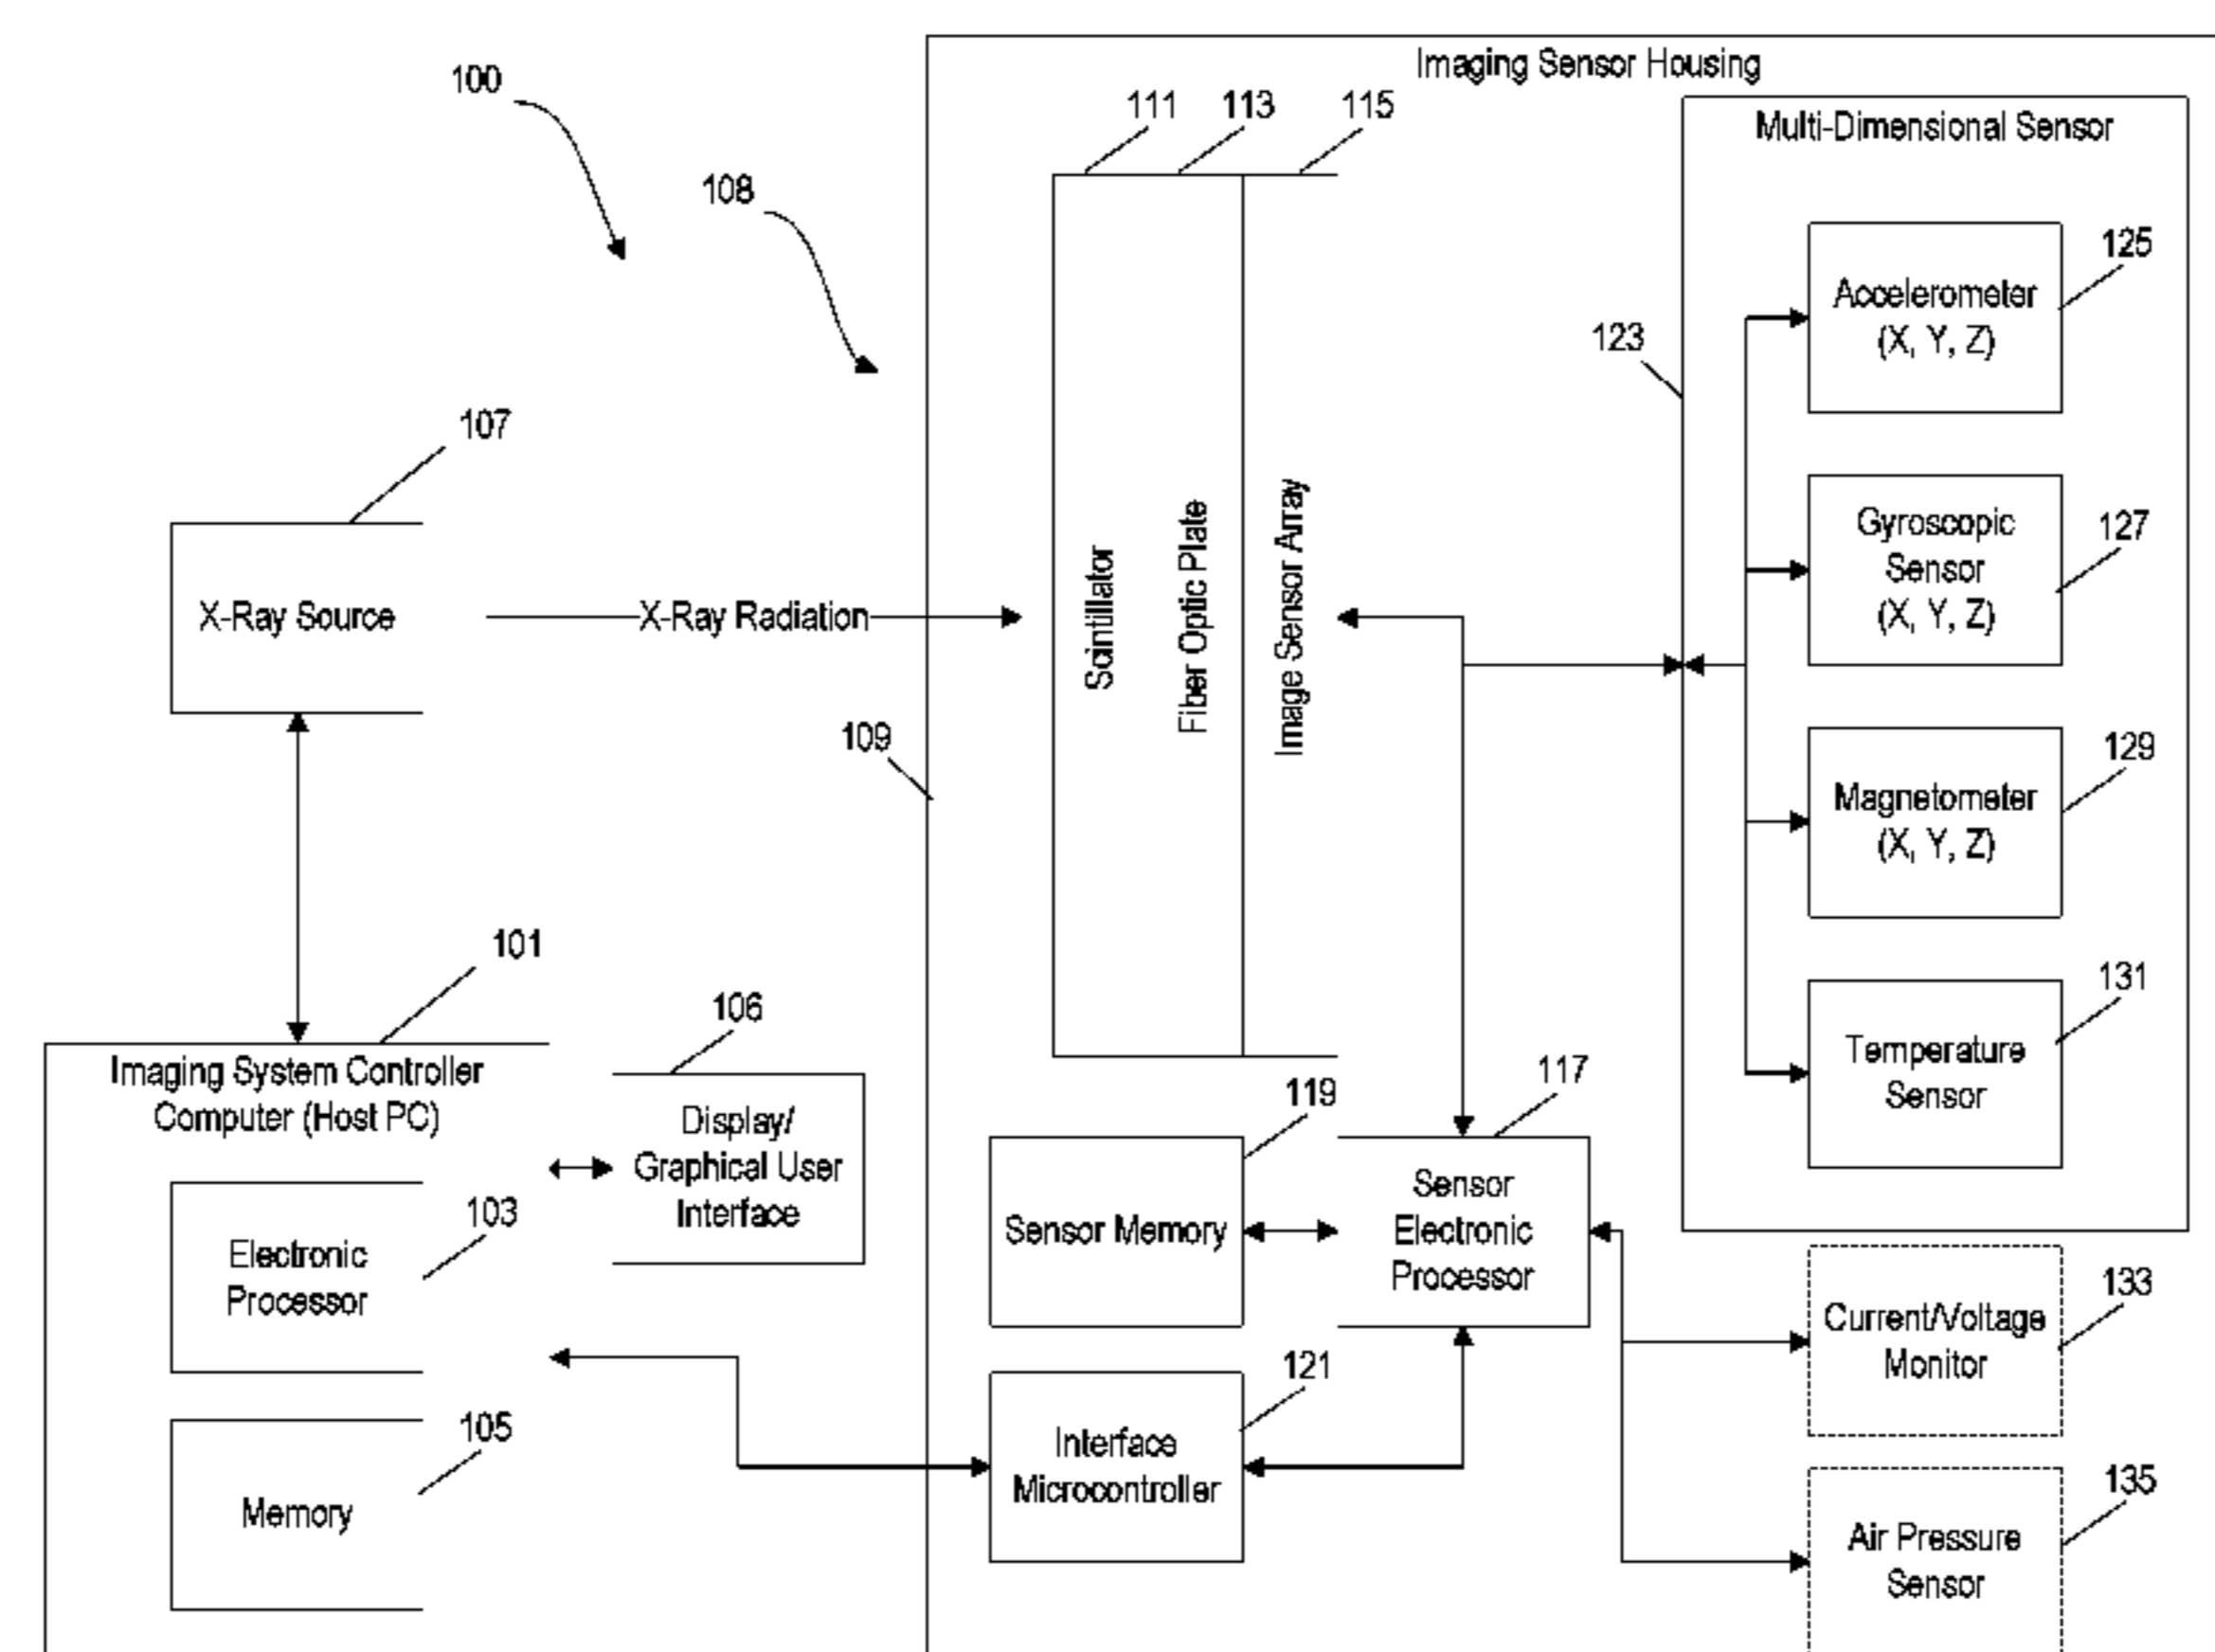 Imaging Sensor Housing
100
111
113
115
Multi-Dimensional Sensor
108
125
Accelerometer
(X, Y, Z)
123
107
Gyroscopic
Sensor
(X, Y, Z)
127
X-Ray Source
X-Ray Radiation
Scintillator
Fiber Optic Plate
Image Sensor Array
109
129
Magnetometer
(X, Y, Z)
101
106
131
Temperature
Sensor
Imaging System Controller
Computer (Host PC)
Display/
Graphical User
Interface
119
117
Sensor Memory
Sensor
Electronic
Processor
103
Electronic
Processor
133
Current/Voltage
Monitor
121
Interface
Microcontroller
105
Memory
135
Air Pressure
Sensor